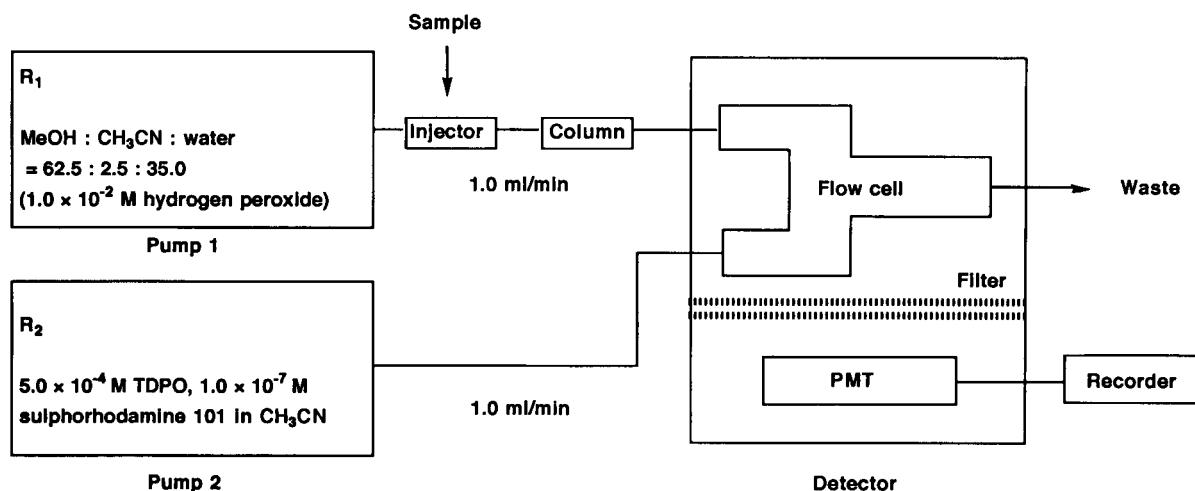 Sample
R₁
MeOH : CH₃CN : water
= 62.5 : 2.5 : 35.0
(1.0 × 10⁻² M hydrogen peroxide)
Pump 1
Injector
Column
1.0 ml/min
Flow cell
Waste
Filter
R₂
5.0 × 10⁻⁴ M TDPO, 1.0 × 10⁻⁷ M
sulphorhodamine 101 in CH₃CN
Pump 2
1.0 ml/min
PMT
Recorder
Detector